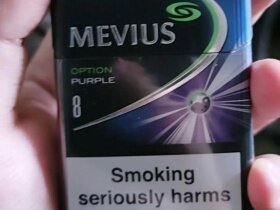 MEVIUS
OPTION
PURPLE
8
Smoking
seriously harms